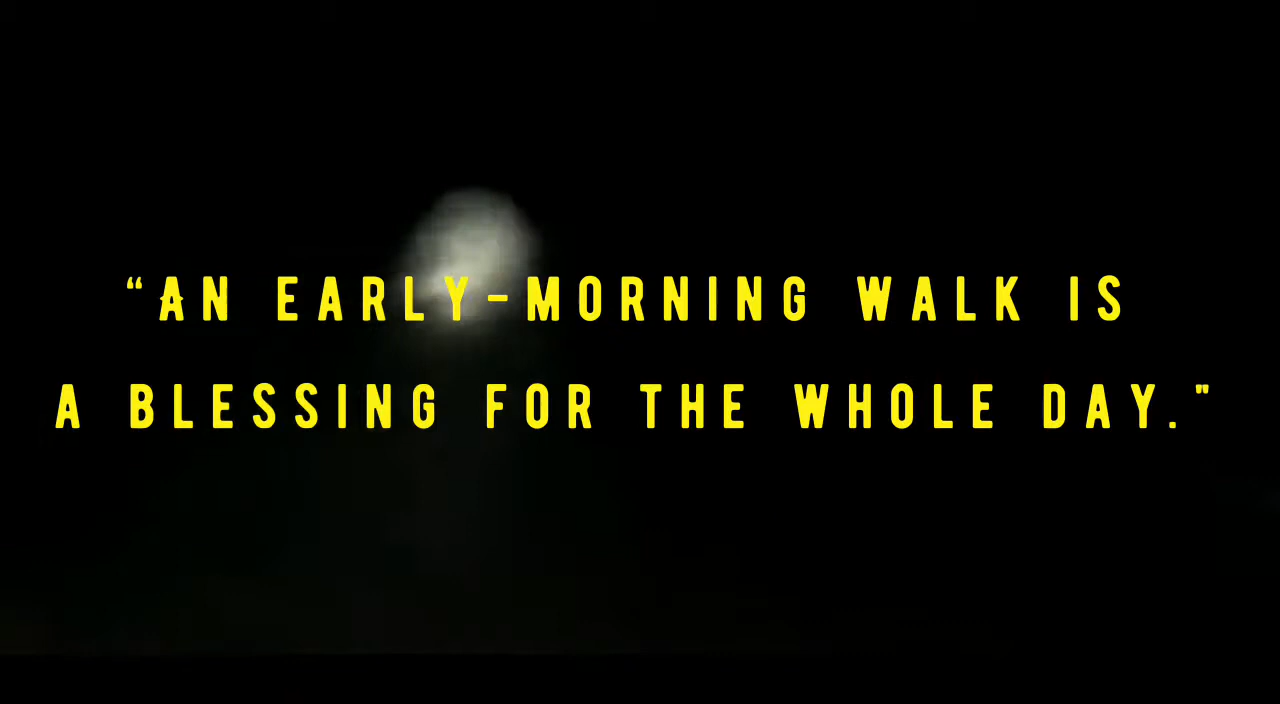 “AN EARLY-MORNING WALK IS
A BLESSING FOR THE WHOLE DAY."